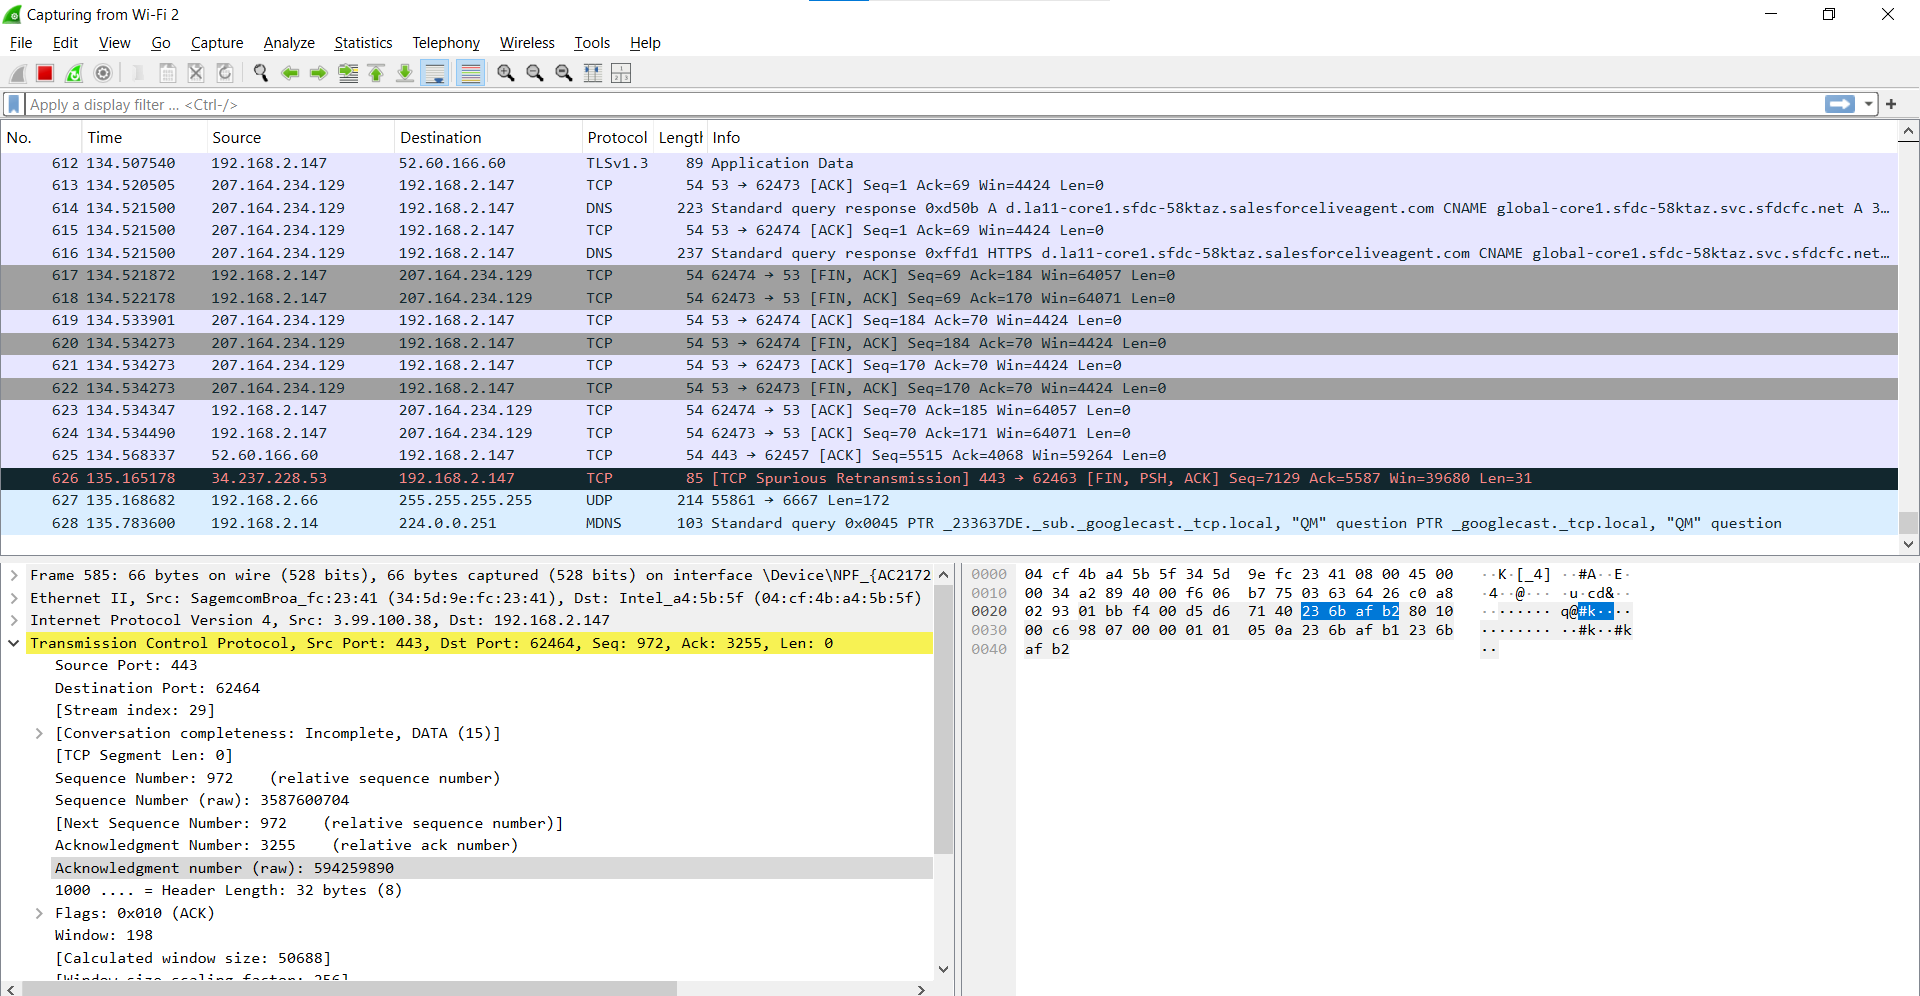 Capturing from Wi-Fi 2
File Edit View Go Capture Analyze Statistics Telephony Wireless Tools Help
Apply a display filter ... <Ctrl-/>
No. Time Source Destination Protocol Length Info
612 134.507540 192.168.2.147 52.60.166.60 TLSv1.3 89 Application Data
613 134.520505 207.164.234.129 192.168.2.147 TCP 54 53 → 62473 [ACK] Seq=1 Ack=69 Win=4424 Len=0
614 134.521500 207.164.234.129 192.168.2.147 DNS 223 Standard query response 0xd50b A d.la11-core1.sfdc-58ktaz.salesforceliveagent.com CNAME global-core1.sfdc-58ktaz.svc.sfdcfc.net A 3…
615 134.521500 207.164.234.129 192.168.2.147 TCP 54 53 → 62474 [ACK] Seq=1 Ack=69 Win=4424 Len=0
616 134.521500 207.164.234.129 192.168.2.147 DNS 237 Standard query response 0xffd1 HTTPS d.la11-core1.sfdc-58ktaz.salesforceliveagent.com CNAME global-core1.sfdc-58ktaz.svc.sfdcfc.net…
617 134.521872 192.168.2.147 207.164.234.129 TCP 54 62474 → 53 [FIN, ACK] Seq=69 Ack=184 Win=64057 Len=0
618 134.522178 192.168.2.147 207.164.234.129 TCP 54 62473 → 53 [FIN, ACK] Seq=69 Ack=170 Win=64071 Len=0
619 134.533901 207.164.234.129 192.168.2.147 TCP 54 53 → 62474 [ACK] Seq=184 Ack=70 Win=4424 Len=0
620 134.534273 207.164.234.129 192.168.2.147 TCP 54 53 → 62474 [FIN, ACK] Seq=184 Ack=70 Win=4424 Len=0
621 134.534273 207.164.234.129 192.168.2.147 TCP 54 53 → 62473 [ACK] Seq=170 Ack=70 Win=4424 Len=0
622 134.534273 207.164.234.129 192.168.2.147 TCP 54 53 → 62473 [FIN, ACK] Seq=170 Ack=70 Win=4424 Len=0
623 134.534347 192.168.2.147 207.164.234.129 TCP 54 62474 → 53 [ACK] Seq=70 Ack=185 Win=64057 Len=0
624 134.534490 192.168.2.147 207.164.234.129 TCP 54 62473 → 53 [ACK] Seq=70 Ack=171 Win=64071 Len=0
625 134.568337 52.60.166.60 192.168.2.147 TCP 54 443 → 62457 [ACK] Seq=5515 Ack=4068 Win=59264 Len=0
626 135.165178 34.237.228.53 192.168.2.147 TCP 85 [TCP Spurious Retransmission] 443 → 62463 [FIN, PSH, ACK] Seq=7129 Ack=5587 Win=39680 Len=31
627 135.168682 192.168.2.66 255.255.255.255 UDP 214 55861 → 6667 Len=172
628 135.783600 192.168.2.14 224.0.0.251 MDNS 103 Standard query 0x0045 PTR _233637DE._sub._googlecast._tcp.local, "QM" question PTR _googlecast._tcp.local, "QM" question
Frame 585: 66 bytes on wire (528 bits), 66 bytes captured (528 bits) on interface \Device\NPF_{AC2172
Ethernet II, Src: SagemcomBroa_fc:23:41 (34:5d:9e:fc:23:41), Dst: Intel_a4:5b:5f (04:cf:4b:a4:5b:5f)
Internet Protocol Version 4, Src: 3.99.100.38, Dst: 192.168.2.147
Transmission Control Protocol, Src Port: 443, Dst Port: 62464, Seq: 972, Ack: 3255, Len: 0
Source Port: 443
Destination Port: 62464
[Stream index: 29]
[Conversation completeness: Incomplete, DATA (15)]
[TCP Segment Len: 0]
Sequence Number: 972 (relative sequence number)
Sequence Number (raw): 3587600704
[Next Sequence Number: 972 (relative sequence number)]
Acknowledgment Number: 3255 (relative ack number)
Acknowledgment number (raw): 594259890
1000 .... = Header Length: 32 bytes (8)
Flags: 0x010 (ACK)
Window: 198
[Calculated window size: 50688]
[Window size scaling factor: 256]
0000 04 cf 4b a4 5b 5f 34 5d 9e fc 23 41 08 00 45 00 ··K·[_4] ··#A··E·
0010 00 34 a2 89 40 00 f6 06 b7 75 03 63 64 26 c0 a8 ·4··@··· ·u·cd&··
0020 02 93 01 bb f4 00 d5 d6 71 40 23 6b af b2 80 10 ········ q@#k····
0030 00 c6 98 07 00 00 01 01 05 0a 23 6b af b1 23 6b ········ ··#k··#k
0040 af b2 ··